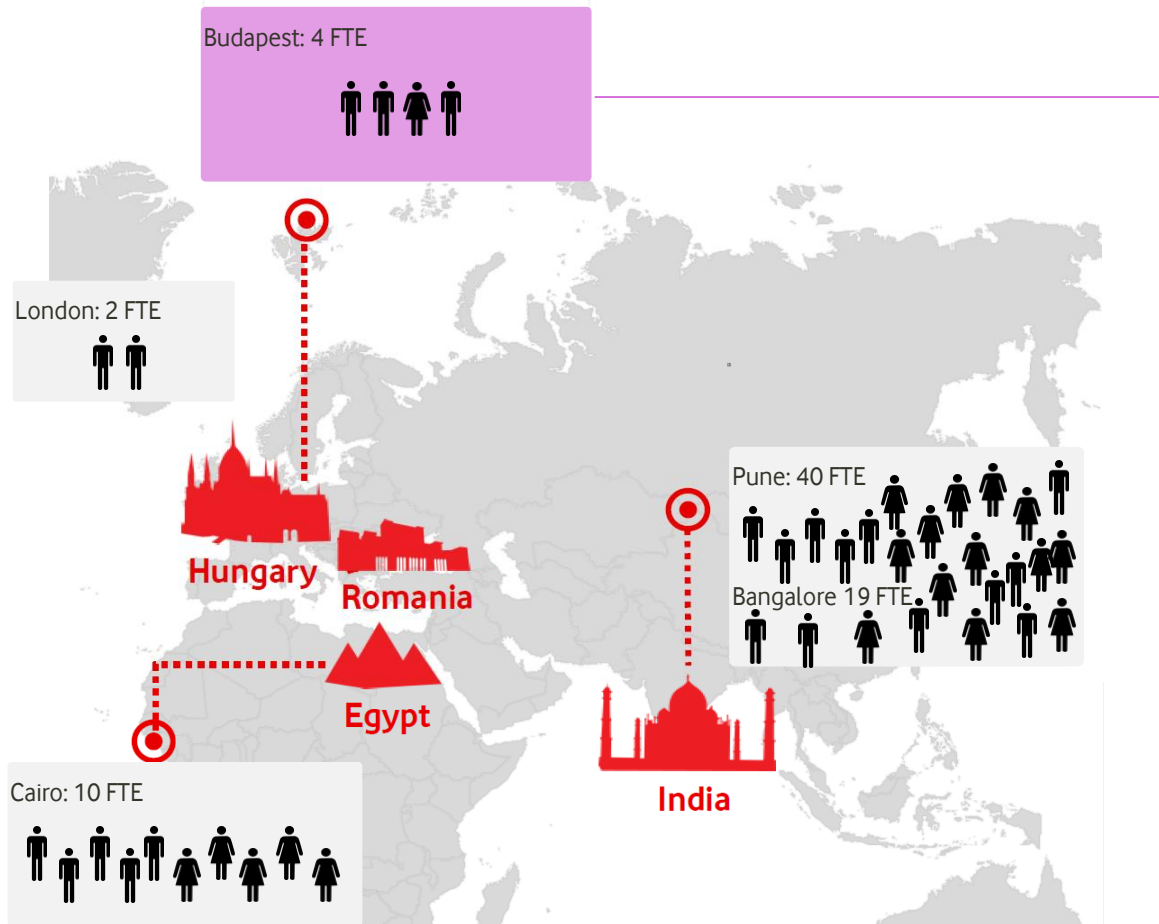 Budapest: 4 FTE
London: 2 FTE
Pune: 40 FTE
Bangalore 19 FTE
Hungary
Romania
Egypt
India
Cairo: 10 FTE